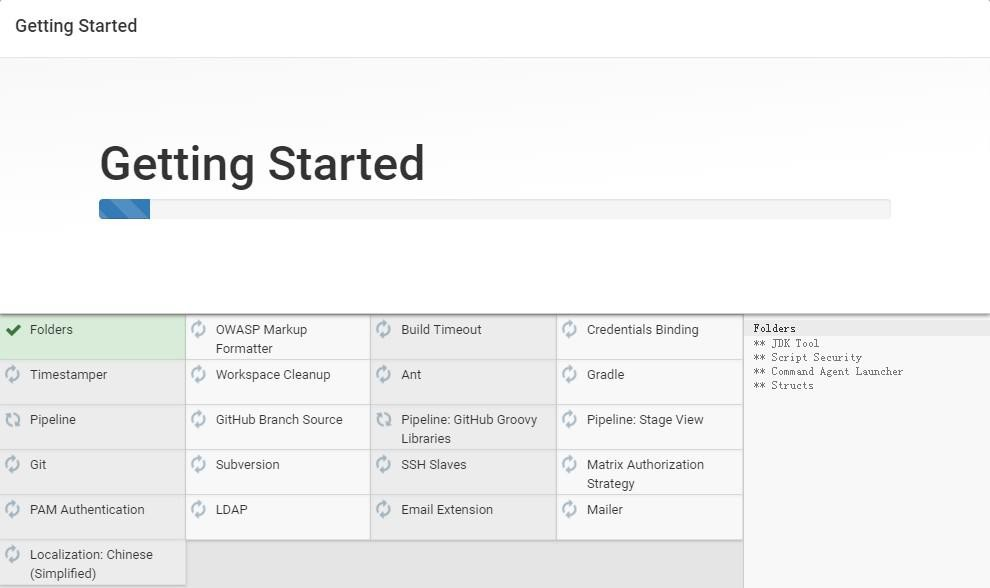 Getting Started
Getting Started
Folders
OWASP Markup
Formatter
Build Timeout
Credentials Binding
Timestamper
Workspace Cleanup
Ant
Gradle
Pipeline
GitHub Branch Source
Pipeline: GitHub Groovy
Libraries
Pipeline: Stage View
Git
Subversion
SSH Slaves
Matrix Authorization
Strategy
PAM Authentication
LDAP
Email Extension
Mailer
Localization: Chinese
(Simplified)
Folders
** JDK Tool
** Script Security
** Command Agent Launcher
** Structs